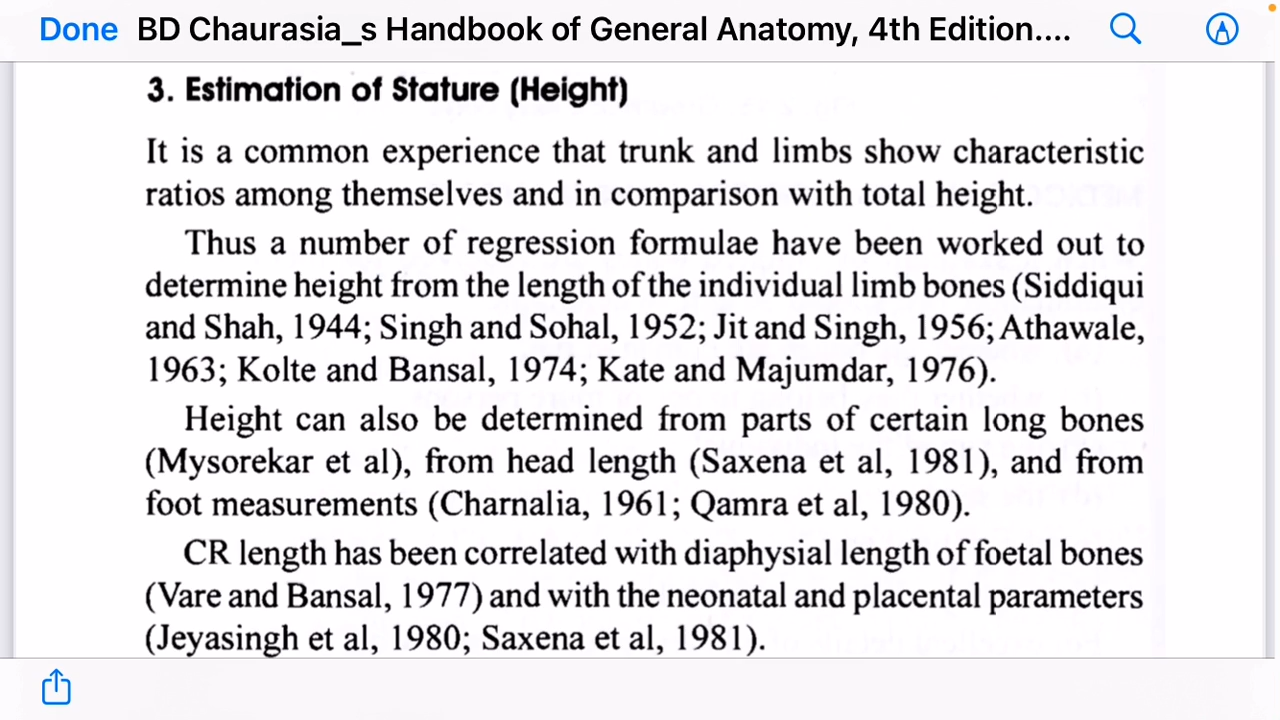 Done BD Chaurasia_s Handbook of General Anatomy, 4th Edition....
3. Estimation of Stature (Height)
It is a common experience that trunk and limbs show characteristic
ratios among themselves and in comparison with total height.
Thus a number of regression formulae have been worked out to
determine height from the length of the individual limb bones (Siddiqui
and Shah, 1944; Singh and Sohal, 1952; Jit and Singh, 1956; Athawale,
1963; Kolte and Bansal, 1974; Kate and Majumdar, 1976).
Height can also be determined from parts of certain long bones
(Mysorekar et al), from head length (Saxena et al, 1981), and from
foot measurements (Charnalia, 1961; Qamra et al, 1980).
CR length has been correlated with diaphysial length of foetal bones
(Vare and Bansal, 1977) and with the neonatal and placental parameters
(Jeyasingh et al, 1980; Saxena et al, 1981).